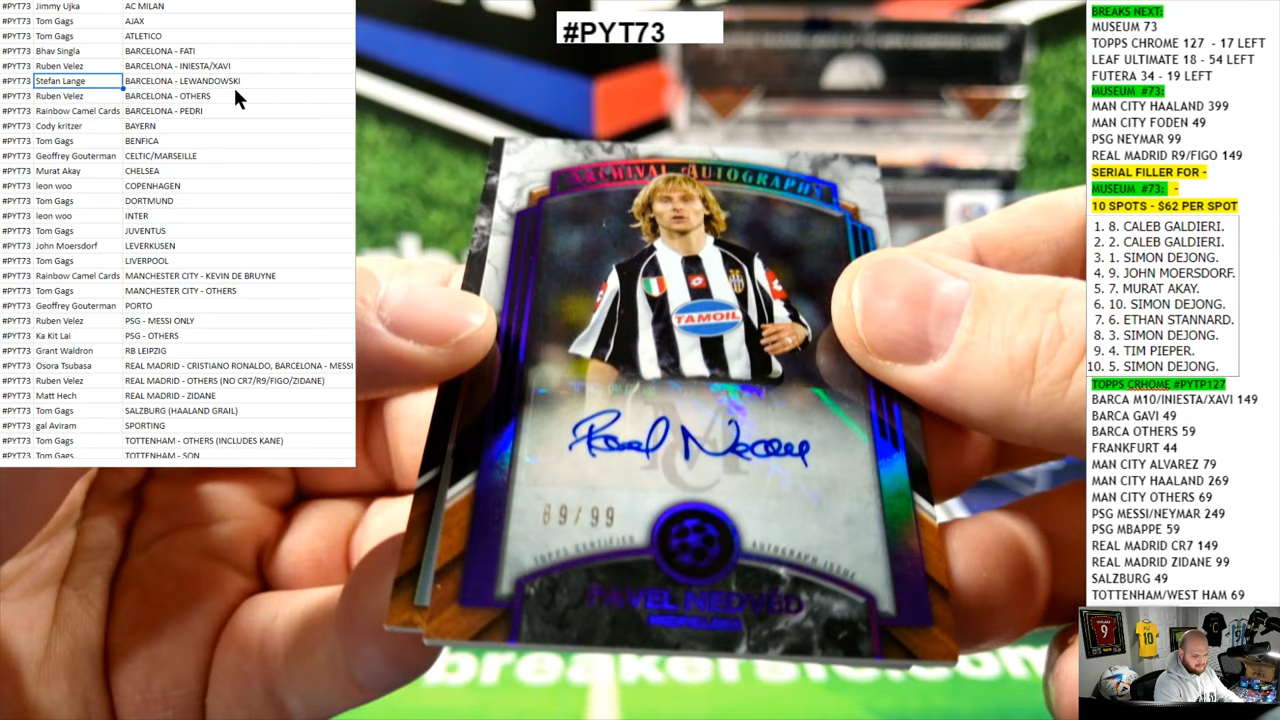 #PYT73 Jimmy Ujka AC MILAN
#PYT73 Tom Gags AJAX
#PYT73 Tom Gags ATLETICO
#PYT73 Bhav Singla BARCELONA - FATI
#PYT73 Ruben Velez BARCELONA - INIESTA/XAVI
#PYT73 Stefan Lange BARCELONA - LEWANDOWSKI
#PYT73 Ruben Velez BARCELONA - OTHERS
#PYT73 Rainbow Camel Cards BARCELONA - PEDRI
#PYT73 Cody kritzer BAYERN
#PYT73 Tom Gags BENFICA
#PYT73 Geoffrey Gouterman CELTIC/MARSEILLE
#PYT73 Murat Akay CHELSEA
#PYT73 leon woo COPENHAGEN
#PYT73 Tom Gags DORTMUND
#PYT73 leon woo INTER
#PYT73 Tom Gags JUVENTUS
#PYT73 John Moersdorf LEVERKUSEN
#PYT73 Tom Gags LIVERPOOL
#PYT73 Rainbow Camel Cards MANCHESTER CITY - KEVIN DE BRUYNE
#PYT73 Tom Gags MANCHESTER CITY - OTHERS
#PYT73 Geoffrey Gouterman PORTO
#PYT73 Ruben Velez PSG - MESSI ONLY
#PYT73 Ka Kit Lai PSG - OTHERS
#PYT73 Grant Waldron RB LEIPZIG
#PYT73 Osora Tsubasa REAL MADRID - CRISTIANO RONALDO, BARCELONA - MESSI
#PYT73 Ruben Velez REAL MADRID - OTHERS (NO CR7/R9/FIGO/ZIDANE)
#PYT73 Matt Hech REAL MADRID - ZIDANE
#PYT73 Tom Gags SALZBURG (HAALAND GRAIL)
#PYT73 gal Aviram SPORTING
#PYT73 Tom Gags TOTTENHAM - OTHERS (INCLUDES KANE)
#PYT73 Tom Gags TOTTENHAM - SON
#PYT73
ARCHIVAL AUTOGRAPHS
TAMOIL
Pavel Nedved
89/99
TOPPS CERTIFIED AUTOGRAPH ISSUE
PAVEL NEDVĚD
MIDFIELDER
BREAKS NEXT:
MUSEUM 73
TOPPS CHROME 127 - 17 LEFT
LEAF ULTIMATE 18 - 54 LEFT
FUTERA 34 - 19 LEFT
MUSEUM #73:
MAN CITY HAALAND 399
MAN CITY FODEN 49
PSG NEYMAR 99
REAL MADRID R9/FIGO 149
SERIAL FILLER FOR -
MUSEUM #73: -
10 SPOTS - $62 PER SPOT
1. 8. CALEB GALDIERI.
2. 2. CALEB GALDIERI.
3. 1. SIMON DEJONG.
4. 9. JOHN MOERSDORF.
5. 7. MURAT AKAY.
6. 10. SIMON DEJONG.
7. 6. ETHAN STANNARD.
8. 3. SIMON DEJONG.
9. 4. TIM PIEPER.
10. 5. SIMON DEJONG.
TOPPS CRHOME #PYTP127
BARCA M10/INIESTA/XAVI 149
BARCA GAVI 49
BARCA OTHERS 59
FRANKFURT 44
MAN CITY ALVAREZ 79
MAN CITY HAALAND 269
MAN CITY OTHERS 69
PSG MESSI/NEYMAR 249
PSG MBAPPE 59
REAL MADRID CR7 149
REAL MADRID ZIDANE 99
SALZBURG 49
TOTTENHAM/WEST HAM 69